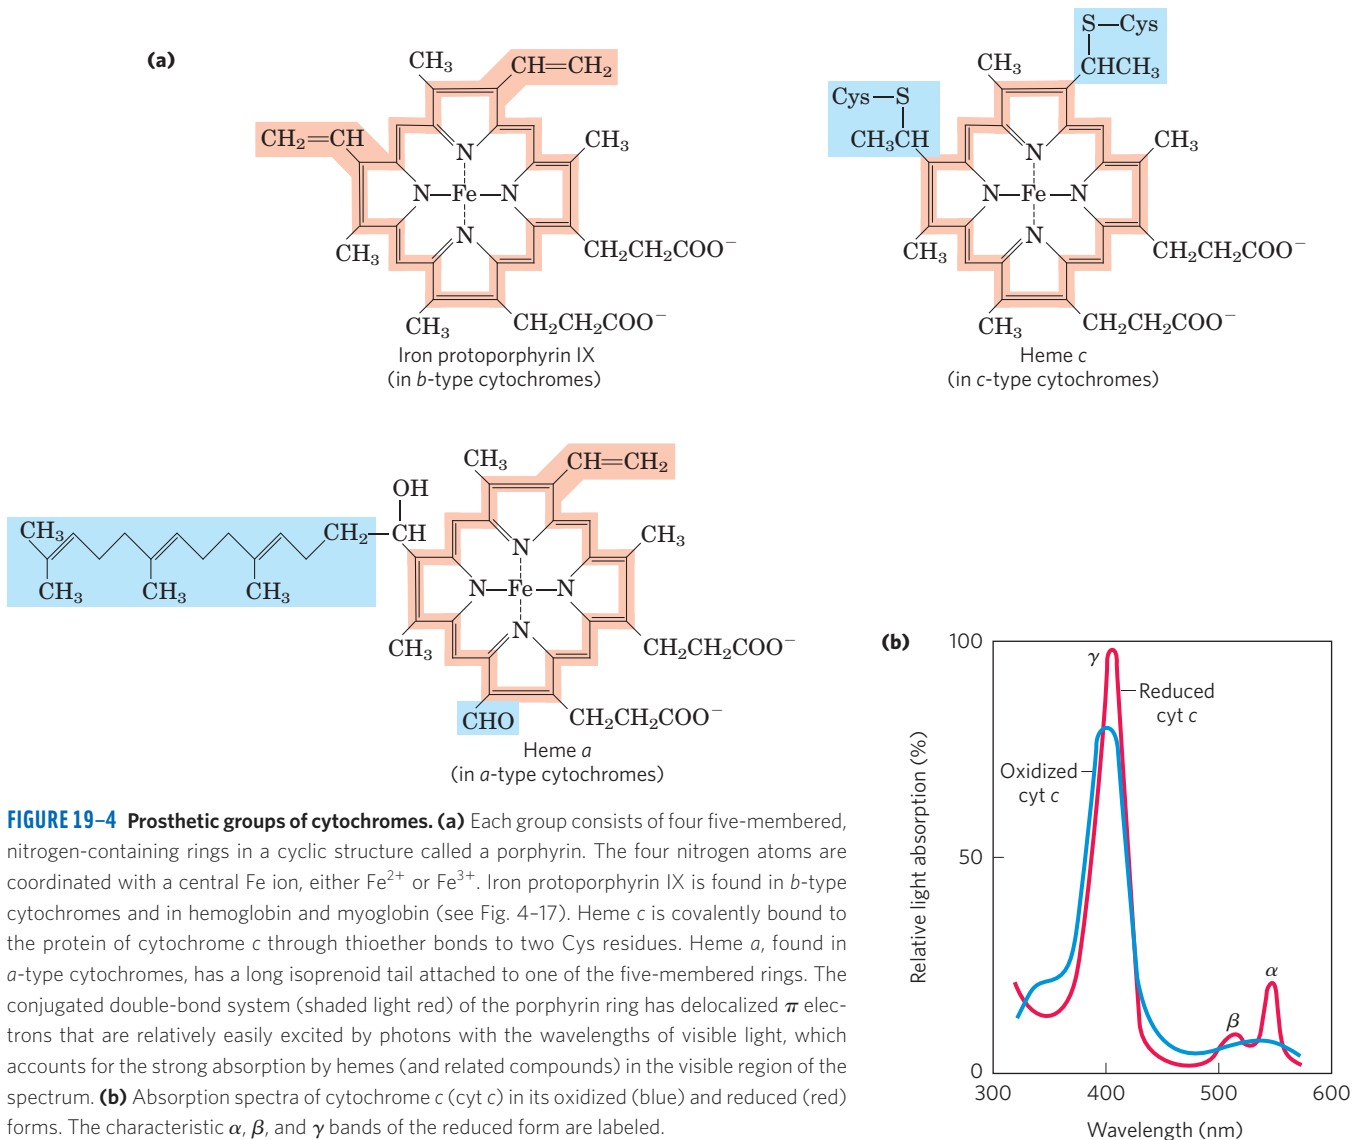 (a)
CH₃
CH=CH₂
CH₂=CH
CH₃
N
N—Fe—N
N
CH₃
CH₂CH₂COO⁻
CH₃
CH₂CH₂COO⁻
Iron protoporphyrin IX
(in b-type cytochromes)
S—Cys
CH₃
CHCH₃
Cys—S
CH₃CH
CH₃
N
N—Fe—N
N
CH₃
CH₂CH₂COO⁻
CH₃
CH₂CH₂COO⁻
Heme c
(in c-type cytochromes)
CH₃
CH=CH₂
OH
CH₃
CH₂—CH
CH₃
N
CH₃
CH₃
CH₃
N—Fe—N
N
CH₃
CH₂CH₂COO⁻
CHO
CH₂CH₂COO⁻
Heme a
(in a-type cytochromes)
(b)
100
γ
Reduced
cyt c
Oxidized
cyt c
Relative light absorption (%)
50
α
β
0
300
400
500
600
Wavelength (nm)
FIGURE 19–4 Prosthetic groups of cytochromes. (a) Each group consists of four five-membered,
nitrogen-containing rings in a cyclic structure called a porphyrin. The four nitrogen atoms are
coordinated with a central Fe ion, either Fe²⁺ or Fe³⁺. Iron protoporphyrin IX is found in b-type
cytochromes and in hemoglobin and myoglobin (see Fig. 4–17). Heme c is covalently bound to
the protein of cytochrome c through thioether bonds to two Cys residues. Heme a, found in
a-type cytochromes, has a long isoprenoid tail attached to one of the five-membered rings. The
conjugated double-bond system (shaded light red) of the porphyrin ring has delocalized π elec-
trons that are relatively easily excited by photons with the wavelengths of visible light, which
accounts for the strong absorption by hemes (and related compounds) in the visible region of the
spectrum. (b) Absorption spectra of cytochrome c (cyt c) in its oxidized (blue) and reduced (red)
forms. The characteristic α, β, and γ bands of the reduced form are labeled.